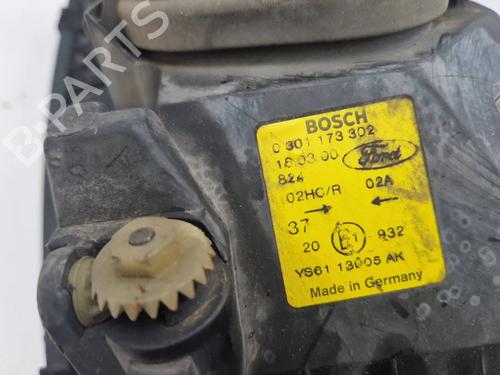 BOSCH
0 301 173 302
18.03.00 Ford
824
02HC/R 02A
37
20 E1 932
YS61 13005 AK
Made in Germany
B-PARTS